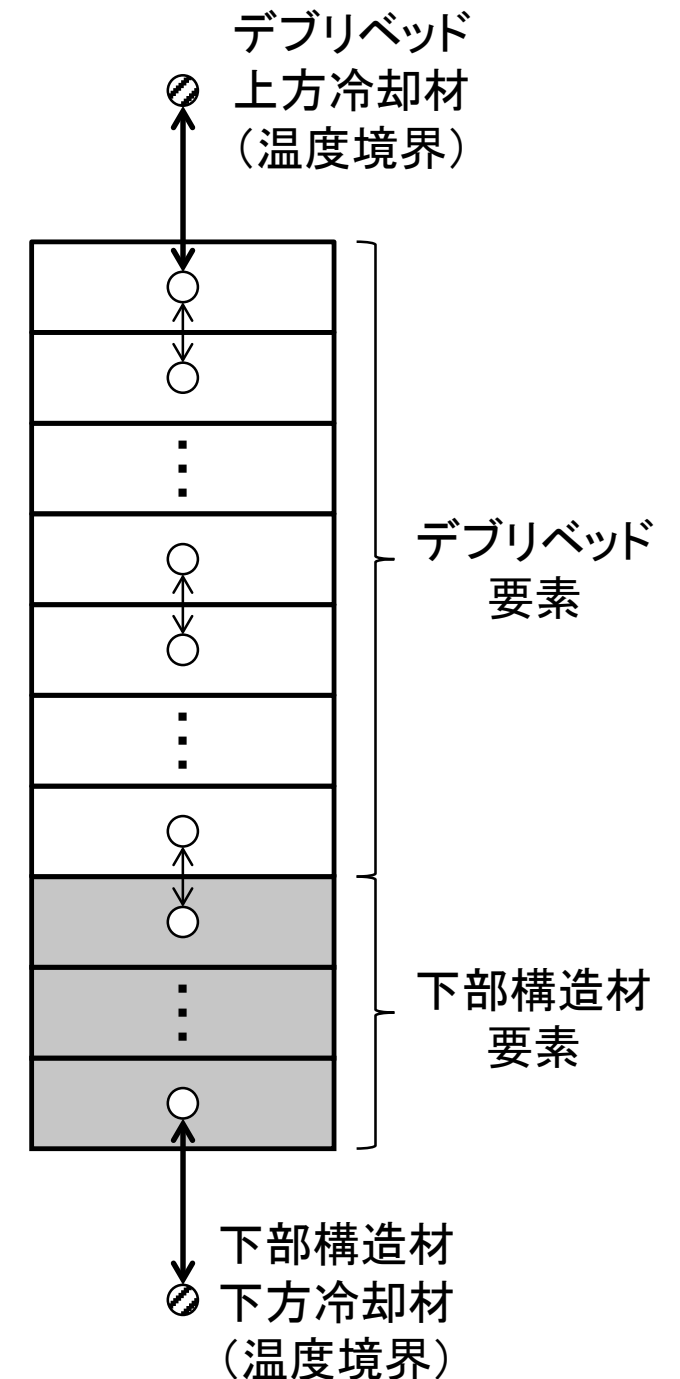 デブリベッド
上方冷却材
（温度境界）
デブリベッド
要素
下部構造材
要素
下部構造材
下方冷却材
（温度境界）